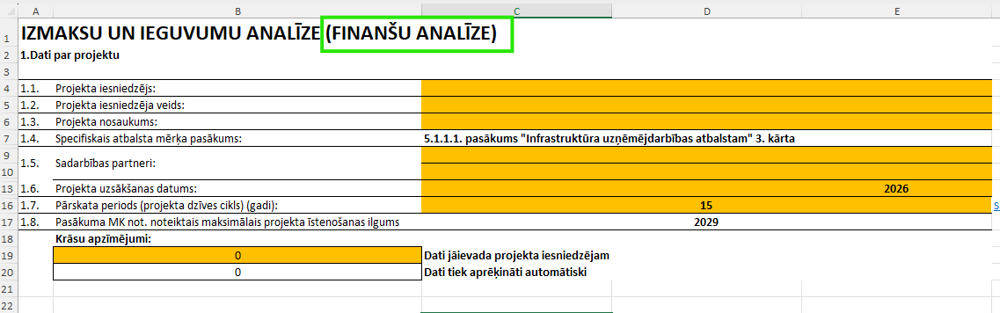 A B C D E
1 IZMAKSU UN IEGUVUMU ANALĪZE (FINANŠU ANALĪZE)
2 1.Dati par projektu
3
4 1.1. Projekta iesniedzējs:
5 1.2. Projekta iesniedzēja veids:
6 1.3. Projekta nosaukums:
7 1.4. Specifiskais atbalsta mērķa pasākums: 5.1.1.1. pasākums "Infrastruktūra uzņēmējdarbības atbalstam" 3. kārta
9
1.5. Sadarbības partneri:
10
13 1.6. Projekta uzsākšanas datums: 2026
16 1.7. Pārskata periods (projekta dzīves cikls) (gadi): 15 S
17 1.8. Pasākuma MK not. noteiktais maksimālais projekta īstenošanas ilgums 2029
18 Krāsu apzīmējumi:
19 0 Dati jāievada projekta iesniedzējam
20 0 Dati tiek aprēķināti automātiski
21
22